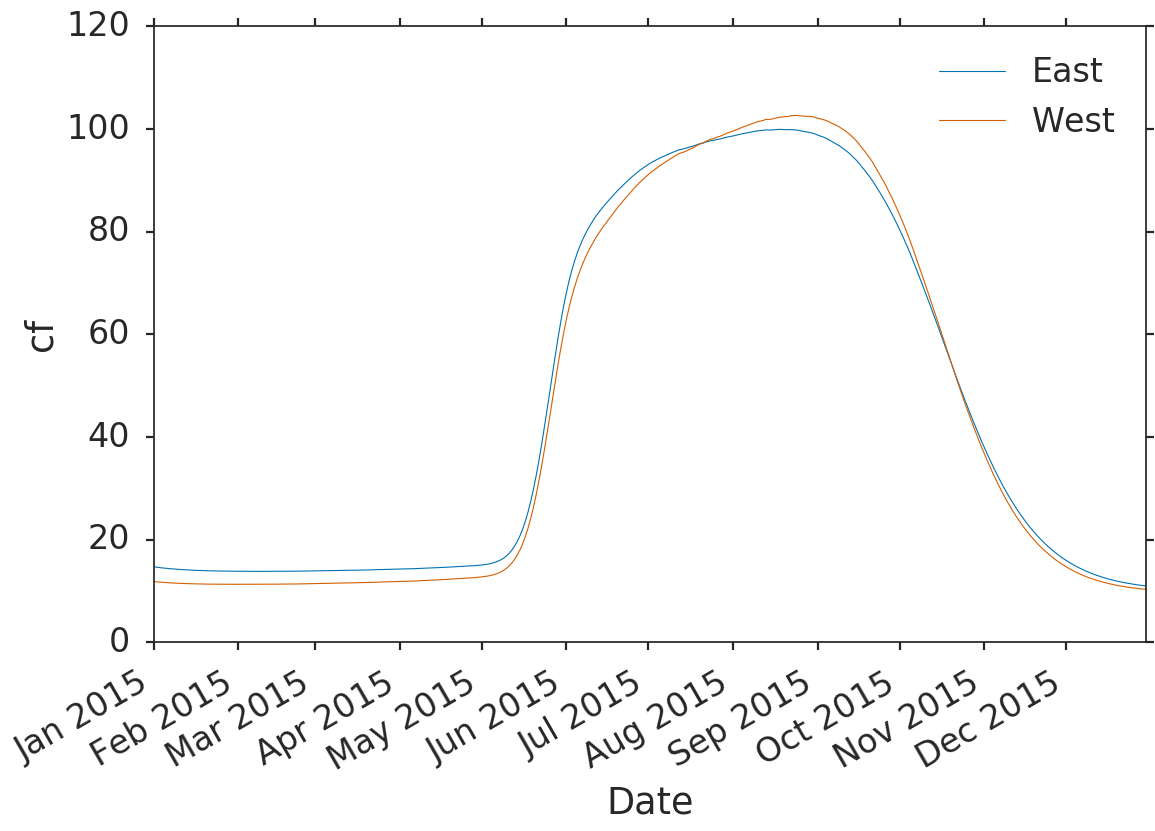 120
100
80
60
40
20
0
cf
East
West
Jan 2015
Feb 2015
Mar 2015
Apr 2015
May 2015
Jun 2015
Jul 2015
Aug 2015
Sep 2015
Oct 2015
Nov 2015
Dec 2015
Date